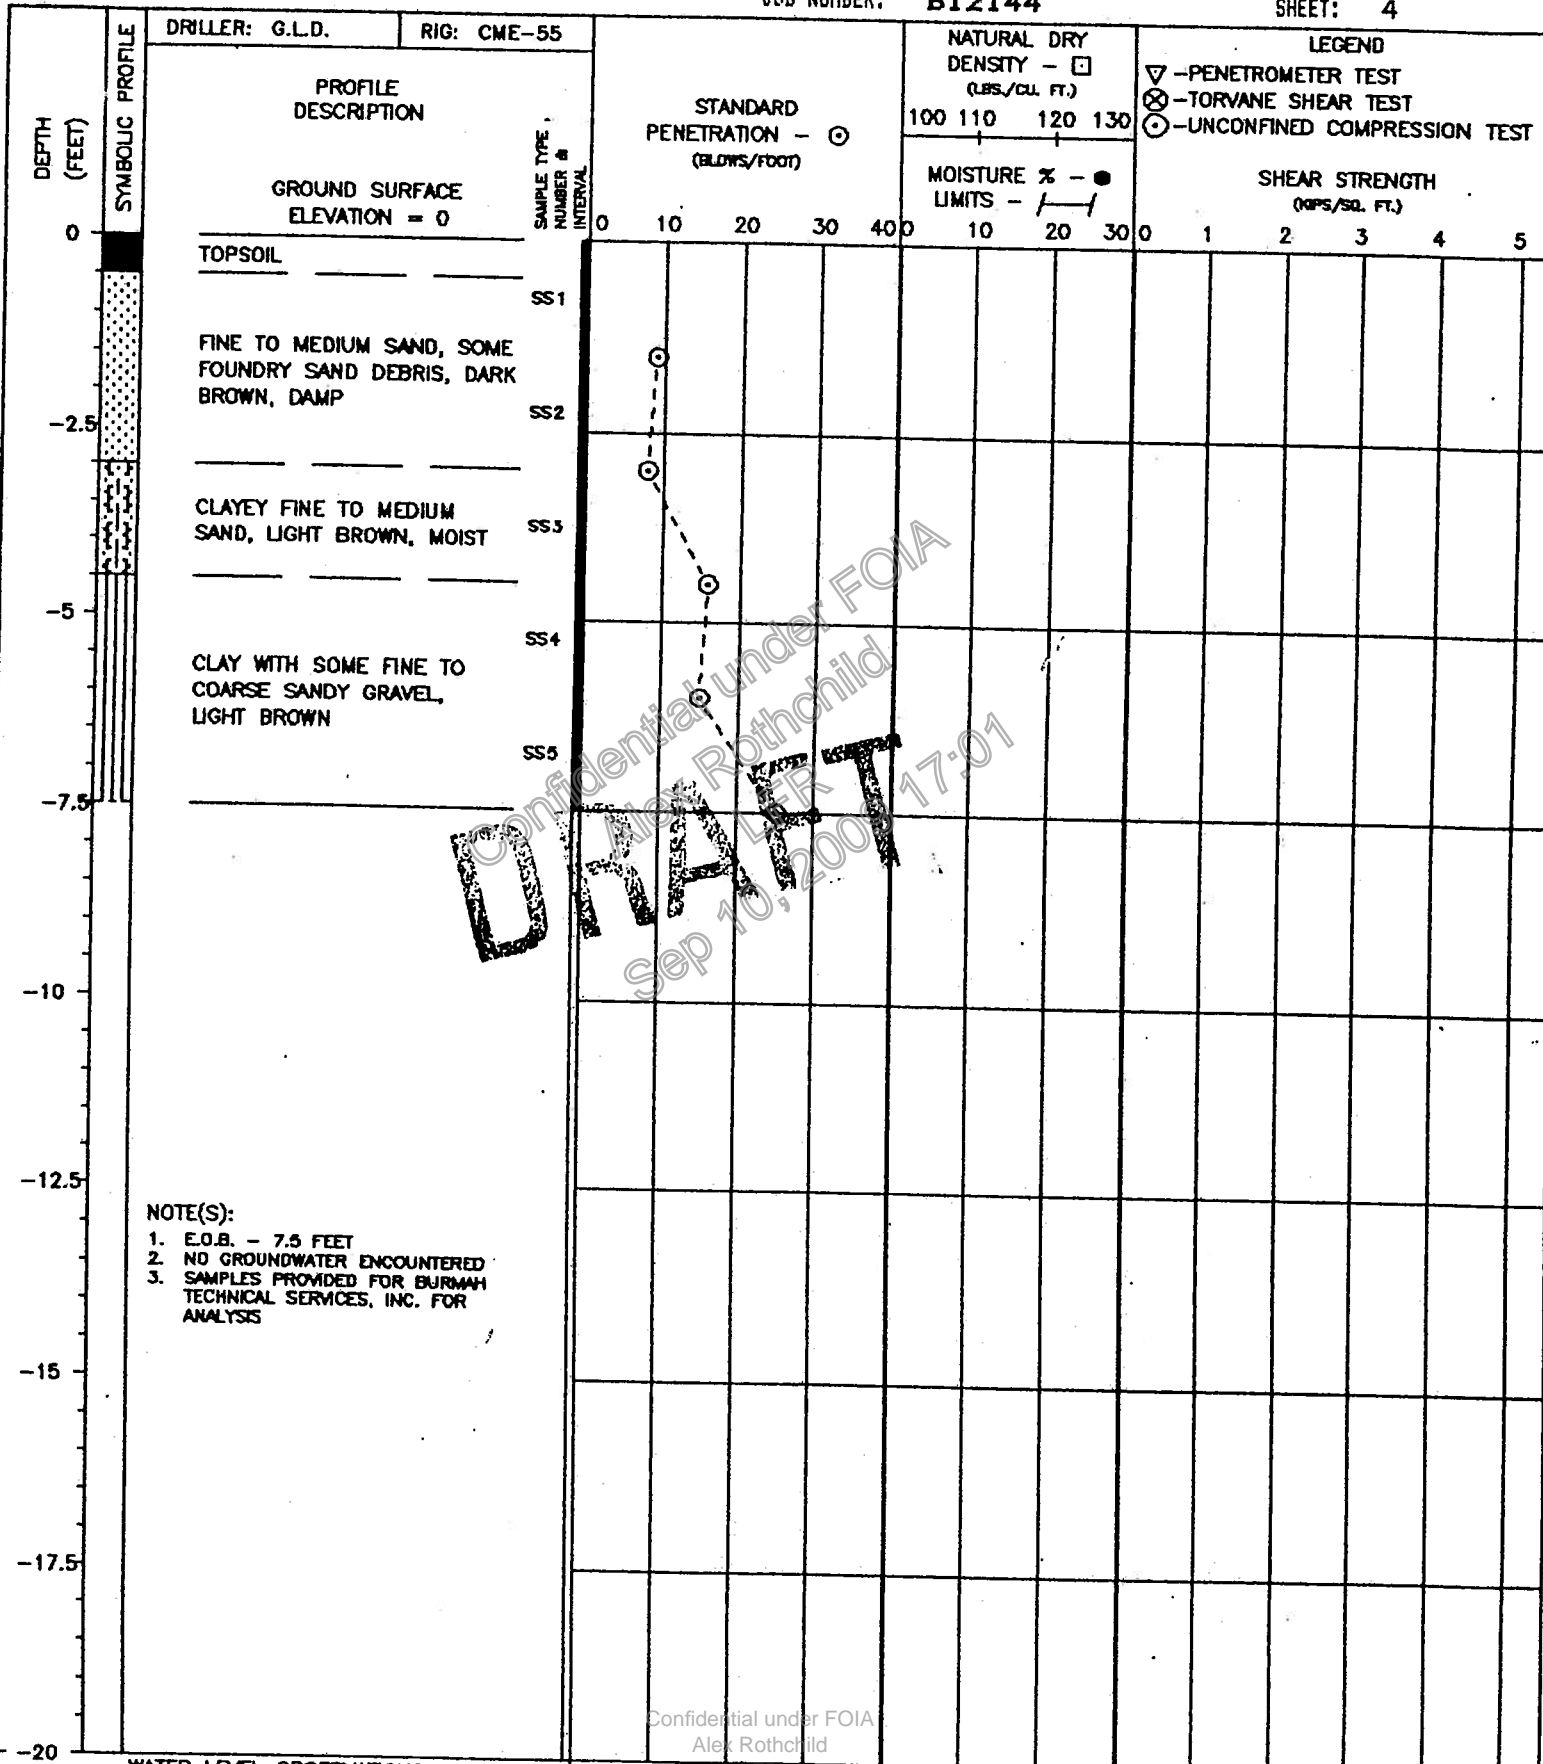 JOB NUMBER: B12144 SHEET: 4
DRILLER: G.L.D. RIG: CME-55
DEPTH (FEET)
SYMBOLIC PROFILE
PROFILE
DESCRIPTION
GROUND SURFACE
ELEVATION = 0
SAMPLE TYPE,
NUMBER &
INTERVAL
STANDARD
PENETRATION -
(BLOWS/FOOT)
0 10 20 30 40
NATURAL DRY
DENSITY -
(LBS./CU. FT.)
100 110 120 130
MOISTURE % -
LIMITS -
0 10 20 30
LEGEND
-PENETROMETER TEST
-TORVANE SHEAR TEST
-UNCONFINED COMPRESSION TEST
SHEAR STRENGTH
(KIPS/SQ. FT.)
0 1 2 3 4 5
0
TOPSOIL
SS1
FINE TO MEDIUM SAND, SOME
FOUNDRY SAND DEBRIS, DARK
BROWN, DAMP
SS2
-2.5
CLAYEY FINE TO MEDIUM
SAND, LIGHT BROWN, MOIST
SS3
-5
SS4
CLAY WITH SOME FINE TO
COARSE SANDY GRAVEL,
LIGHT BROWN
SS5
-7.5
DRAFT
Confidential under FOIA
Alex Rothchild
LFR
Sep 10, 2009 17:01
-10
-12.5
NOTE(S):
1. E.O.B. - 7.5 FEET
2. NO GROUNDWATER ENCOUNTERED
3. SAMPLES PROVIDED FOR BURMAH
TECHNICAL SERVICES, INC. FOR
ANALYSIS
-15
-17.5
-20
Confidential under FOIA
Alex Rothchild